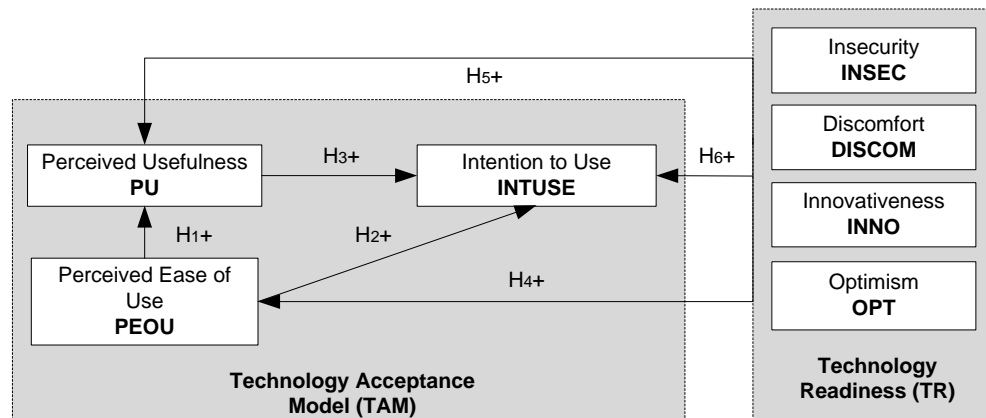 Insecurity
INSEC
H5+
Discomfort
DISCOM
Perceived Usefulness
PU
H3+
Intention to Use
INTUSE
H6+
Innovativeness
INNO
H1+
H2+
Perceived Ease of
Use
PEOU
H4+
Optimism
OPT
Technology Acceptance
Model (TAM)
Technology
Readiness (TR)